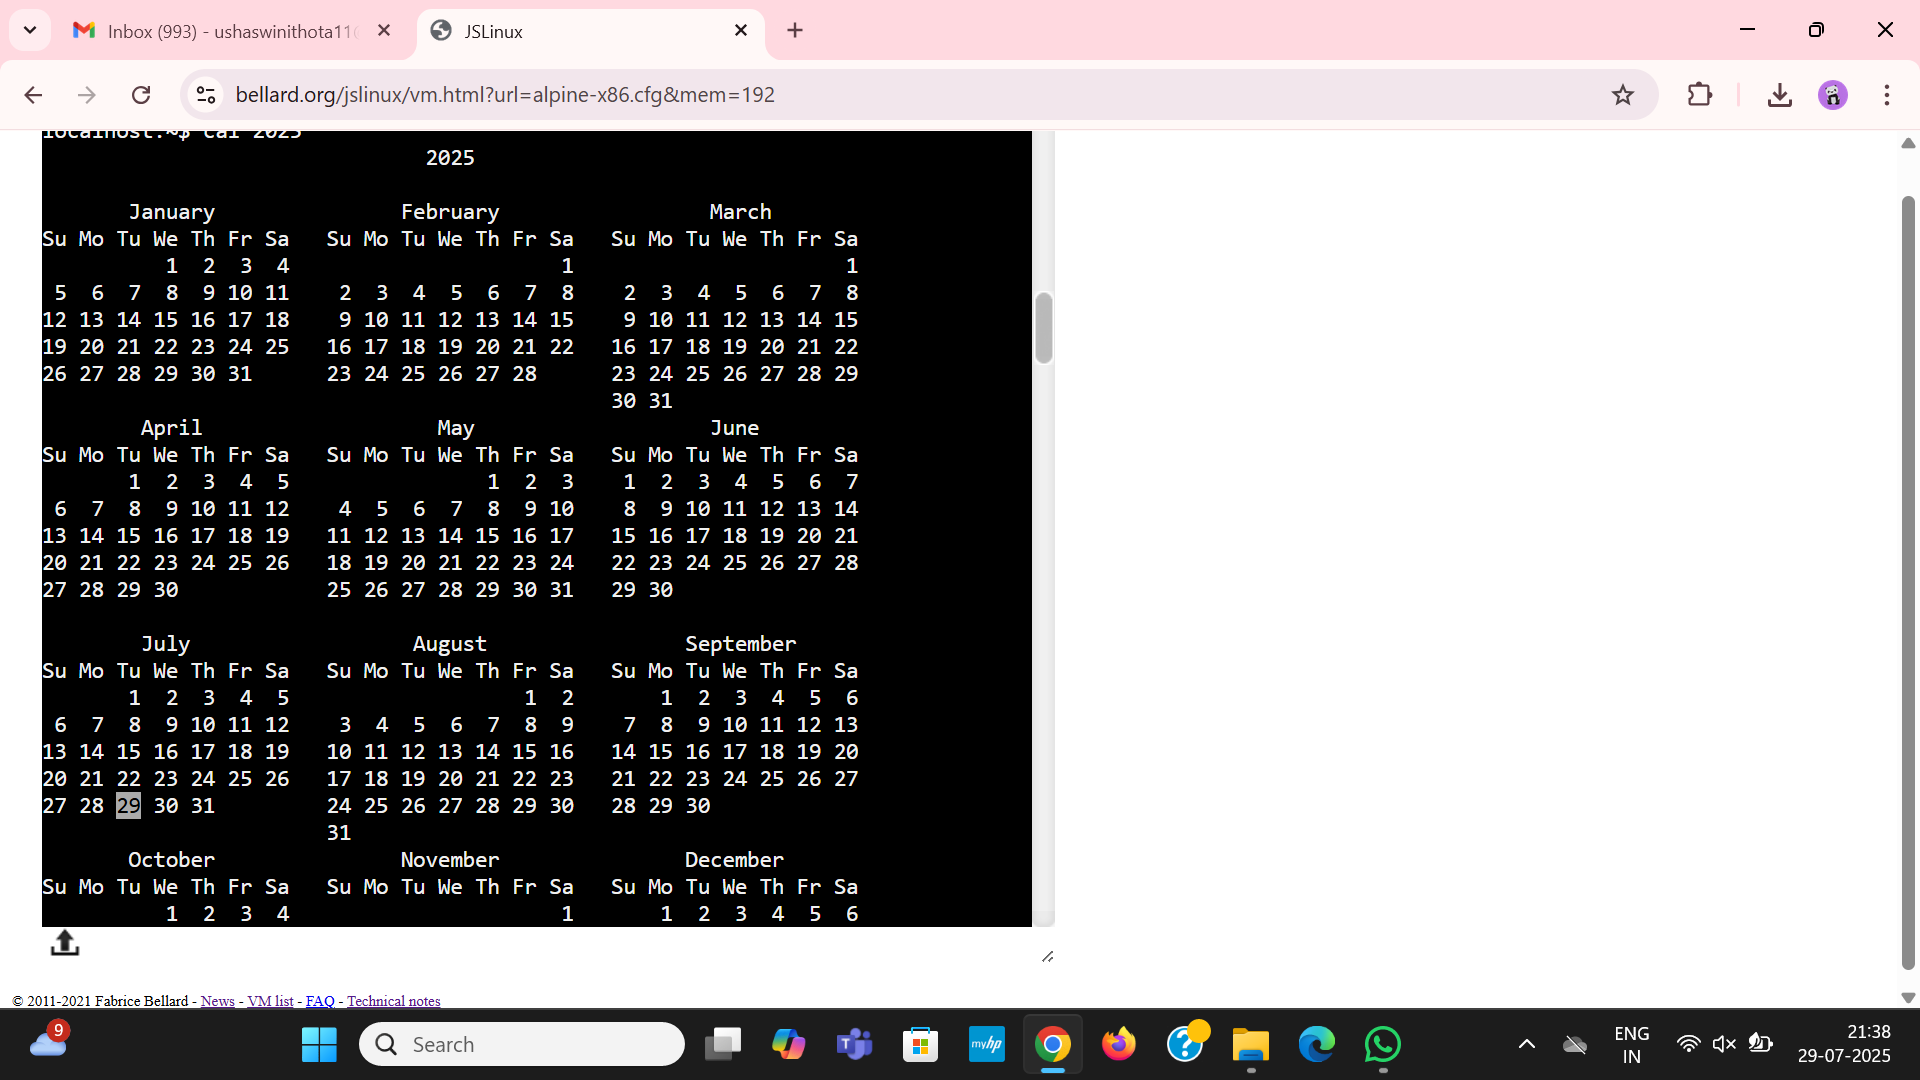 Inbox (993) - ushaswinithota11
JSLinux
bellard.org/jslinux/vm.html?url=alpine-x86.cfg&mem=192
localhost:~$ cal 2025
2025
January February March
Su Mo Tu We Th Fr Sa Su Mo Tu We Th Fr Sa Su Mo Tu We Th Fr Sa
1 2 3 4 1 1
5 6 7 8 9 10 11 2 3 4 5 6 7 8 2 3 4 5 6 7 8
12 13 14 15 16 17 18 9 10 11 12 13 14 15 9 10 11 12 13 14 15
19 20 21 22 23 24 25 16 17 18 19 20 21 22 16 17 18 19 20 21 22
26 27 28 29 30 31 23 24 25 26 27 28 23 24 25 26 27 28 29
30 31
April May June
Su Mo Tu We Th Fr Sa Su Mo Tu We Th Fr Sa Su Mo Tu We Th Fr Sa
1 2 3 4 5 1 2 3 1 2 3 4 5 6 7
6 7 8 9 10 11 12 4 5 6 7 8 9 10 8 9 10 11 12 13 14
13 14 15 16 17 18 19 11 12 13 14 15 16 17 15 16 17 18 19 20 21
20 21 22 23 24 25 26 18 19 20 21 22 23 24 22 23 24 25 26 27 28
27 28 29 30 25 26 27 28 29 30 31 29 30
July August September
Su Mo Tu We Th Fr Sa Su Mo Tu We Th Fr Sa Su Mo Tu We Th Fr Sa
1 2 3 4 5 1 2 1 2 3 4 5 6
6 7 8 9 10 11 12 3 4 5 6 7 8 9 7 8 9 10 11 12 13
13 14 15 16 17 18 19 10 11 12 13 14 15 16 14 15 16 17 18 19 20
20 21 22 23 24 25 26 17 18 19 20 21 22 23 21 22 23 24 25 26 27
27 28 29 30 31 24 25 26 27 28 29 30 28 29 30
31
October November December
Su Mo Tu We Th Fr Sa Su Mo Tu We Th Fr Sa Su Mo Tu We Th Fr Sa
1 2 3 4 1 1 2 3 4 5 6
© 2011-2021 Fabrice Bellard - News - VM list - FAQ - Technical notes
9
Search
T
myhp
?
ENG
IN
21:38
29-07-2025